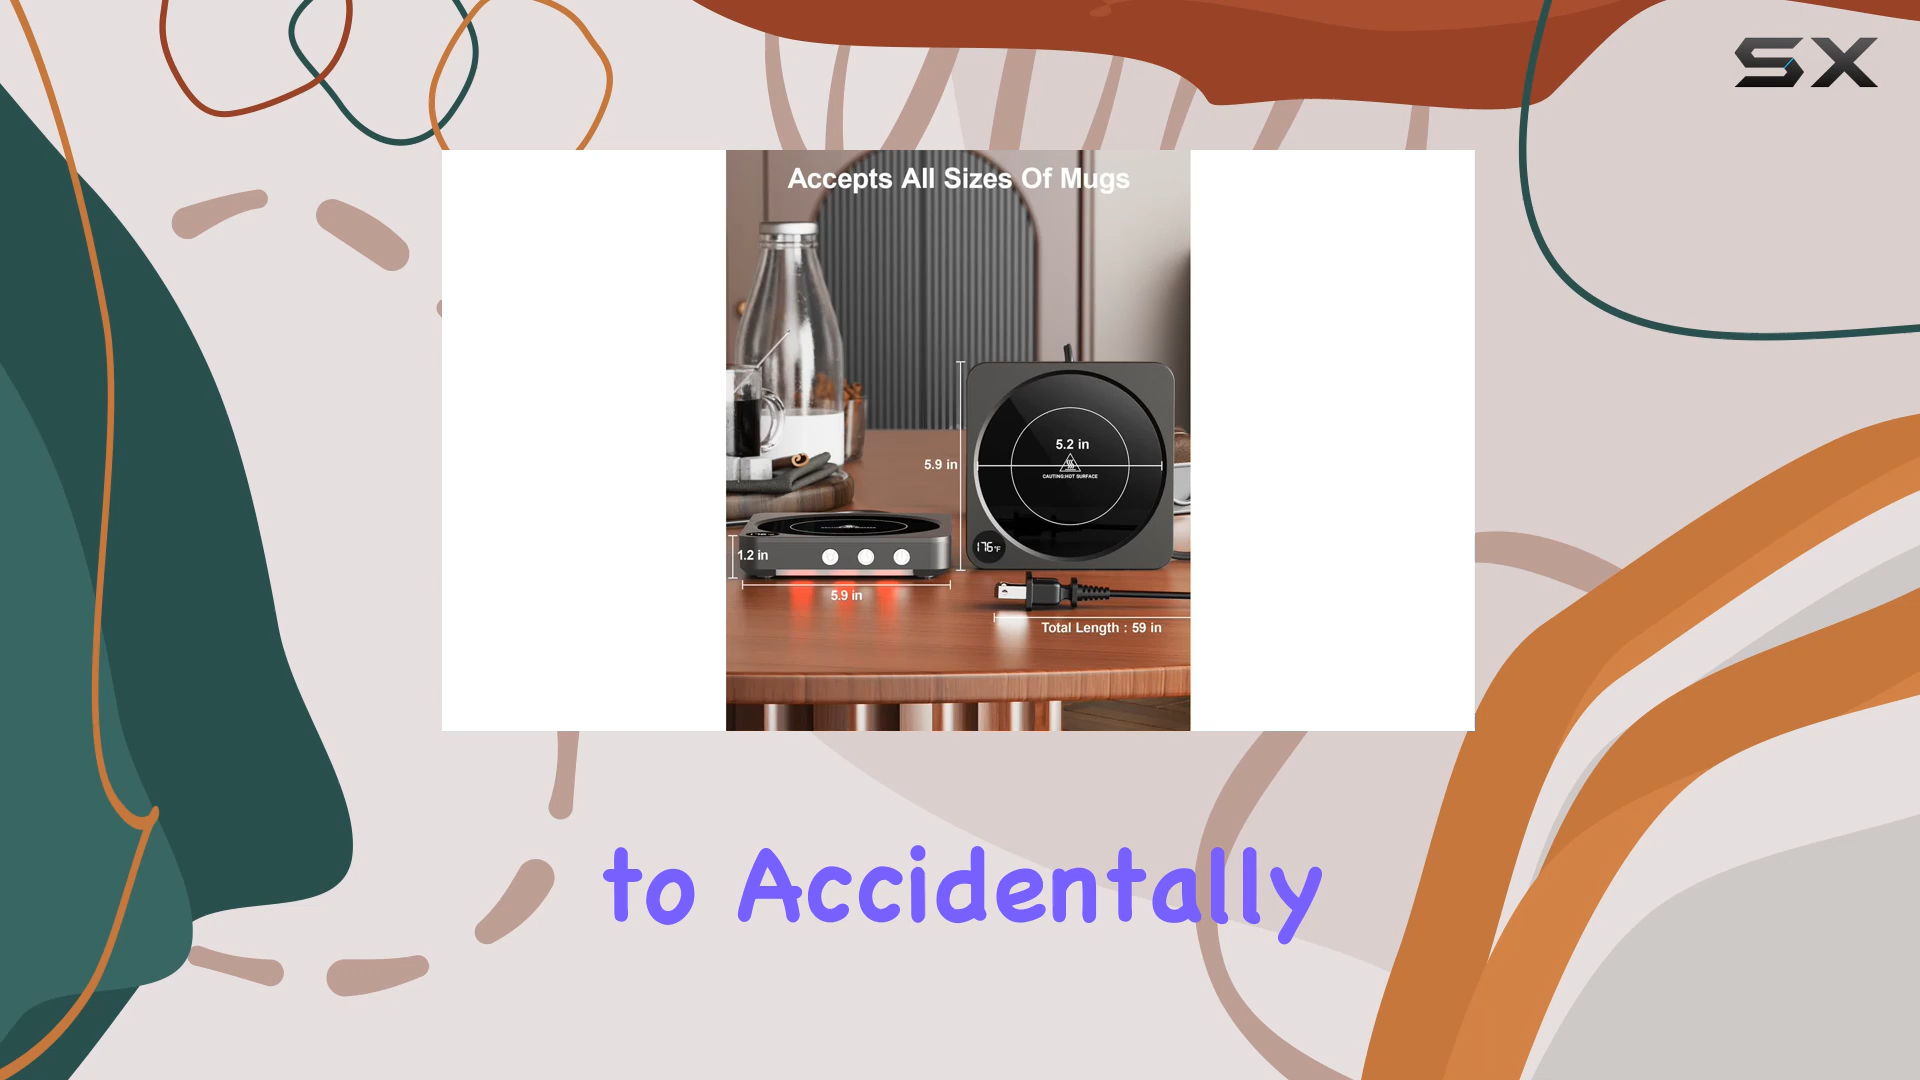 SX
Accepts All Sizes Of Mugs
5.2 in
5.9 in
CAUTING:HOT SURFACE
176°F
1.2 in
5.9 in
Total Length : 59 in
to Accidentally